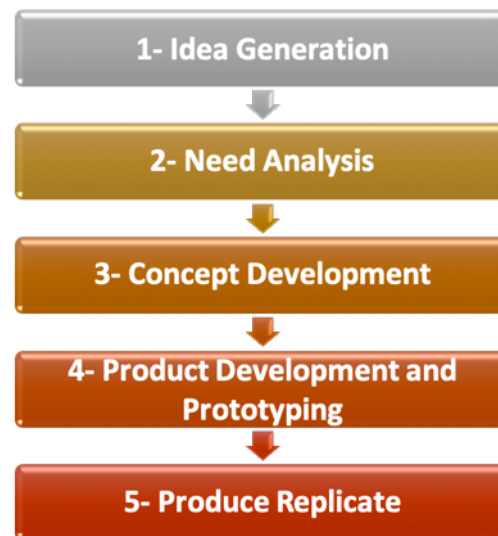 1- Idea Generation
2- Need Analysis
3- Concept Development
4- Product Development and
Prototyping
5- Produce Replicate